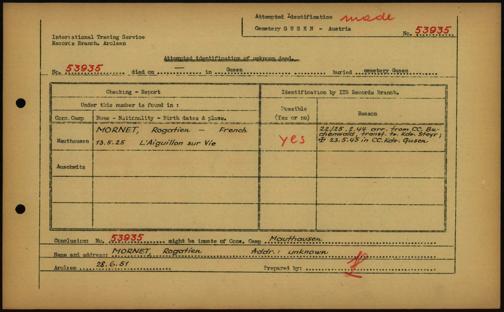 Attempted Identification made
Cemetery GUSEN - Austria No. 53935
International Tracing Service
Records Branch, Arolsen
Attempted identification of unknown dead.
No. 53935 died on — in Gusen buried cemetery Gusen
Checking - Report
Identification by ITS Records Branch.
Under this number is found in :
Possible
(Yes or no)
Reason
Conc. Camp
Name - Nationality - Birth dates & place.
Mauthausen
MORNET, Rogatien — French
13.5.25 L'Aiguillon sur Vie
yes
22/25.2.44 arr. from CC. Bu-
chenwald, transf. to Kdo. Steyr;
23.5.45 in CC. Kdo. Gusen
Auschwitz
Conclusion: No. 53935 might be inmate of Conc. Camp Mauthausen
Name and address: MORNET, Rogatien Addr.: unknown
Arolsen 28.6.51 Prepared by: